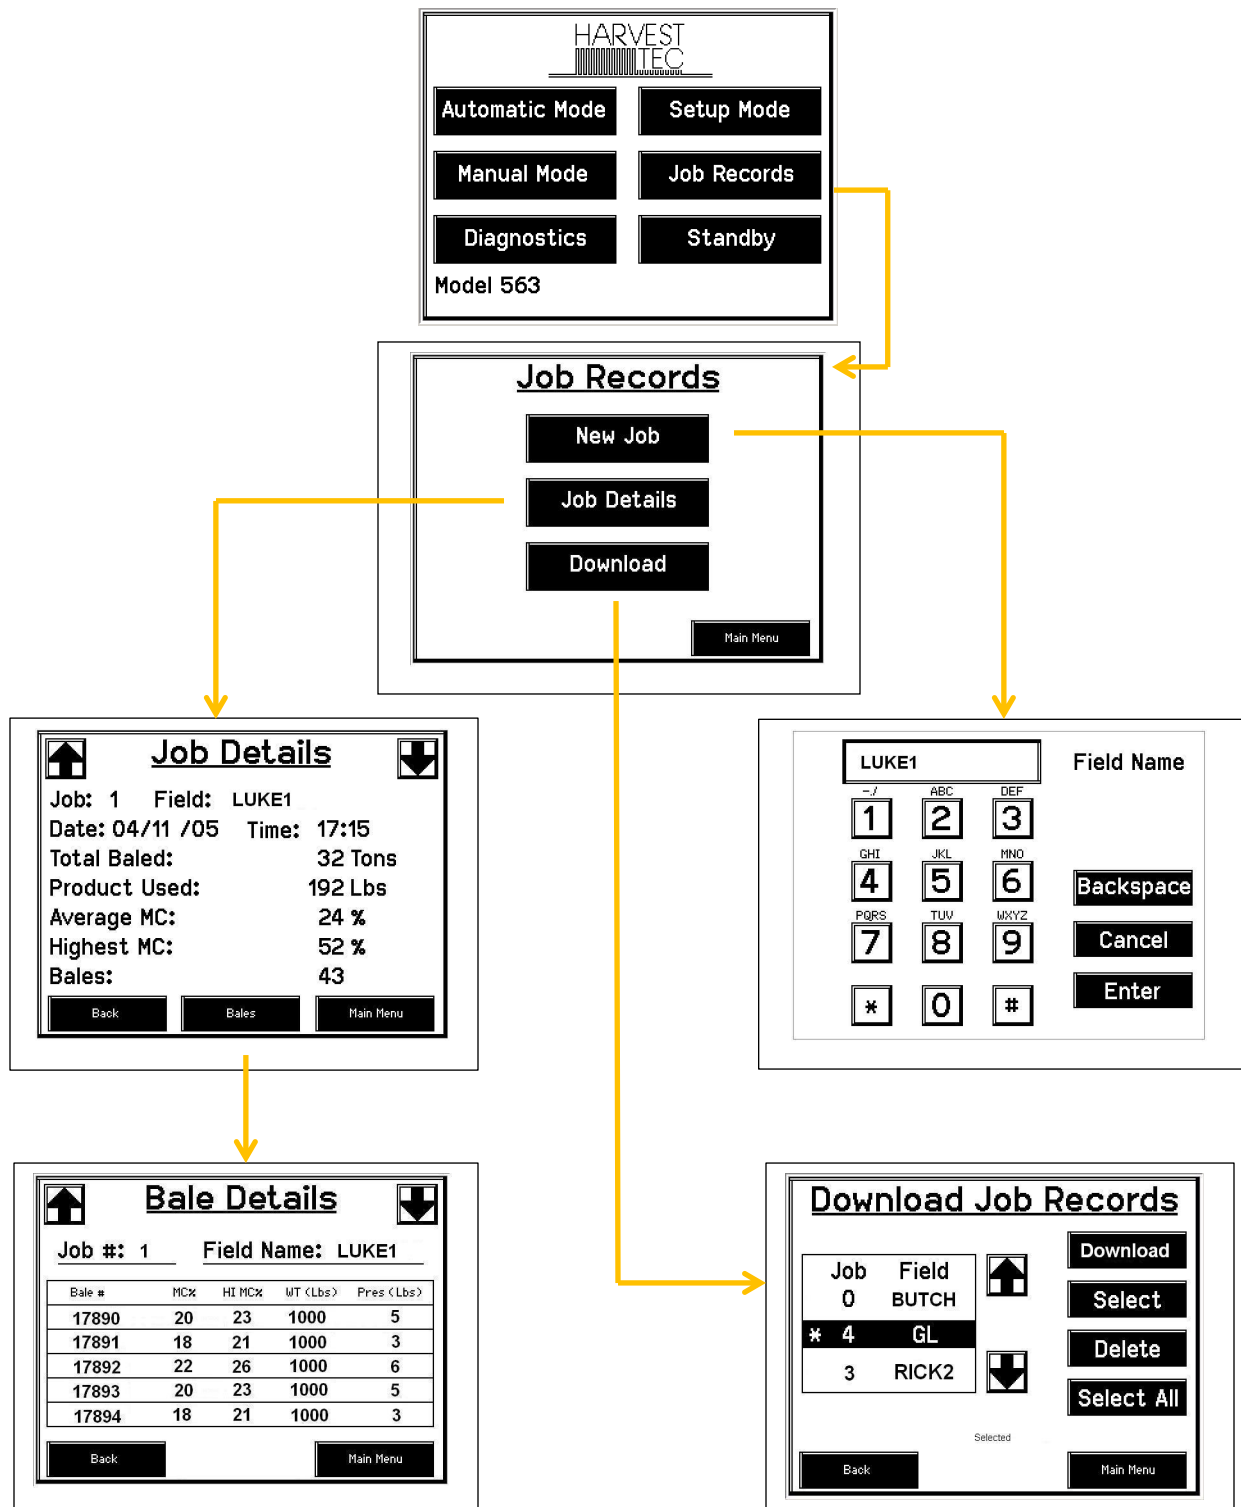 HARVEST
TEC
Automatic Mode Setup Mode
Manual Mode Job Records
Diagnostics Standby
Model 563
Job Records
New Job
Job Details
Download
Main Menu
Job Details
Job: 1 Field: LUKE1
Date: 04/11 /05 Time: 17:15
Total Baled: 32 Tons
Product Used: 192 Lbs
Average MC: 24 %
Highest MC: 52 %
Bales: 43
Back Bales Main Menu
LUKE1 Field Name
-./ ABC DEF
1 2 3
GHI JKL MNO
4 5 6
Backspace
PQRS TUV WXYZ
7 8 9
Cancel
Enter
* 0 #
Bale Details
Job #: 1 Field Name: LUKE1
Bale # MC% HI MC% WT (Lbs) Pres (Lbs)
17890 20 23 1000 5
17891 18 21 1000 3
17892 22 26 1000 6
17893 20 23 1000 5
17894 18 21 1000 3
Back Main Menu
Download Job Records
Job Field
0 BUTCH
* 4 GL
3 RICK2
Download
Select
Delete
Select All
Selected
Back Main Menu